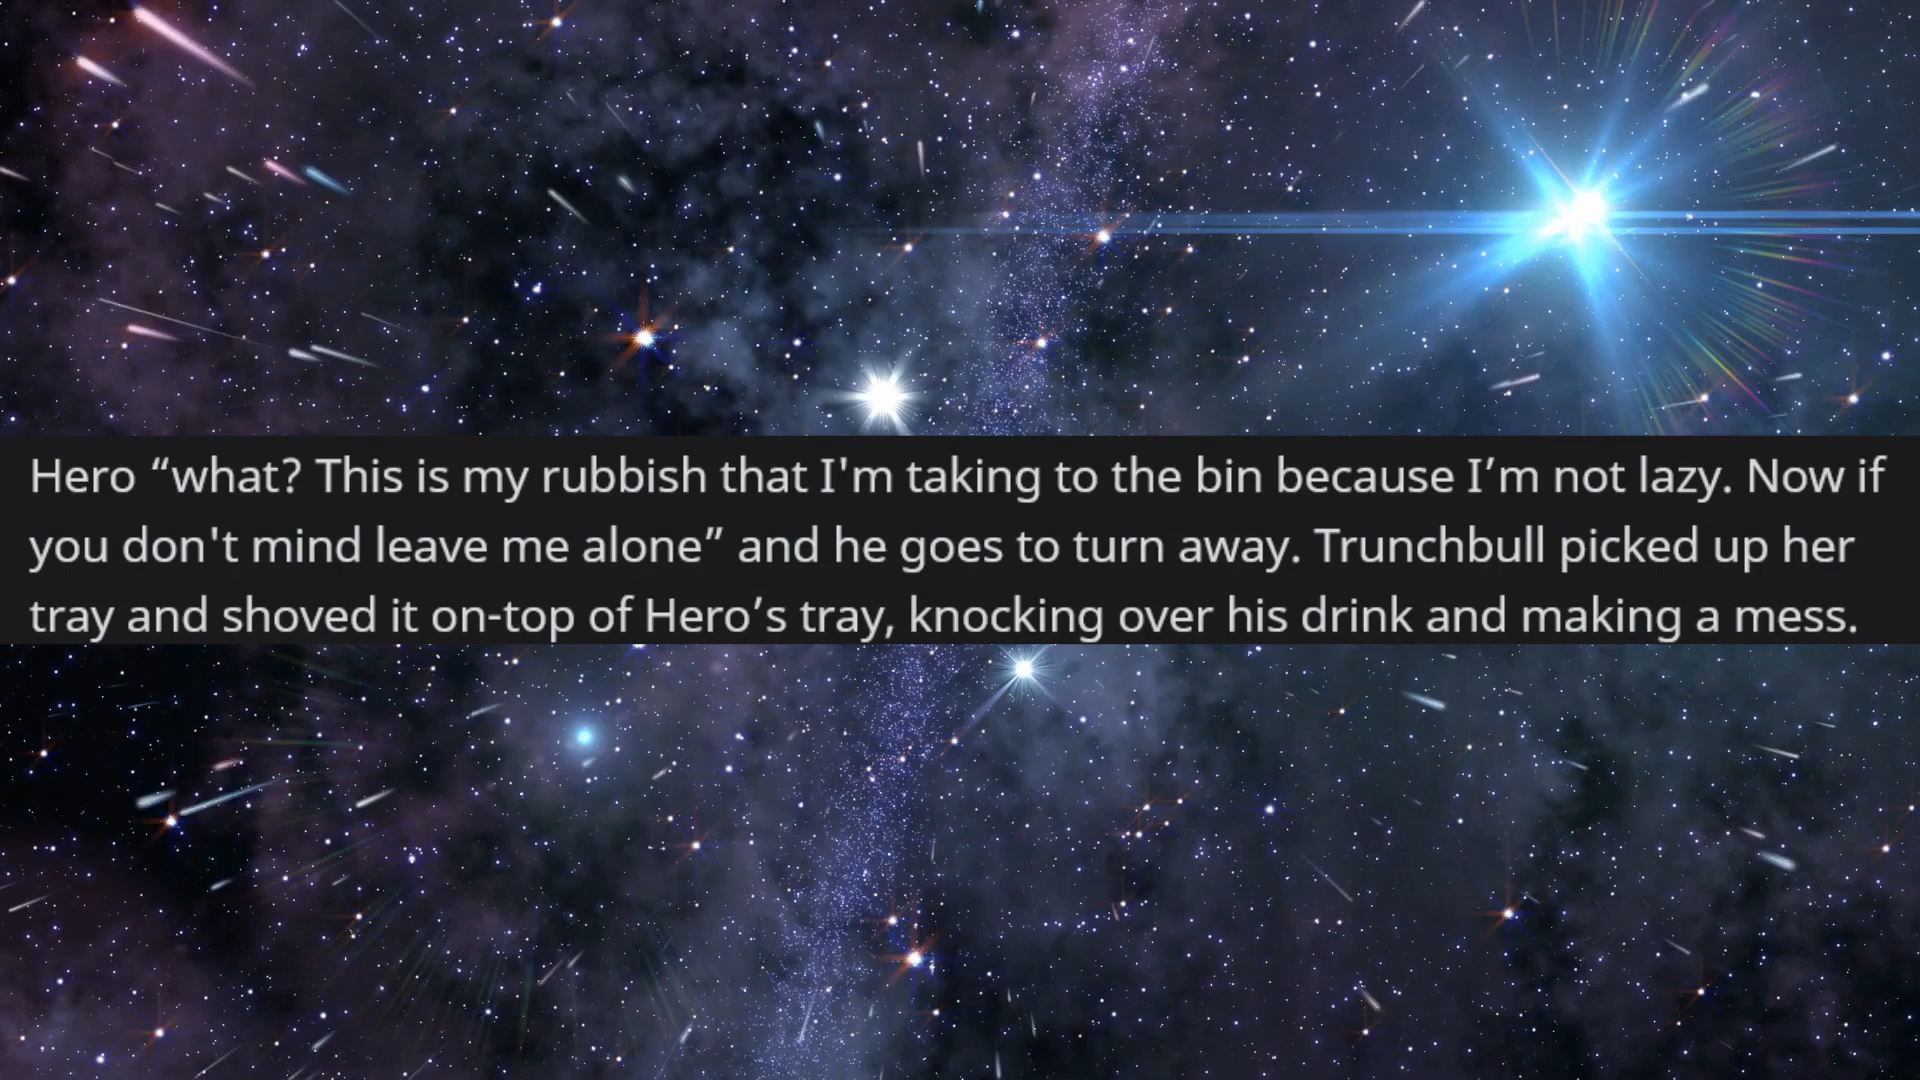 Hero “what? This is my rubbish that I'm taking to the bin because I’m not lazy. Now if
you don't mind leave me alone” and he goes to turn away. Trunchbull picked up her
tray and shoved it on-top of Hero’s tray, knocking over his drink and making a mess.